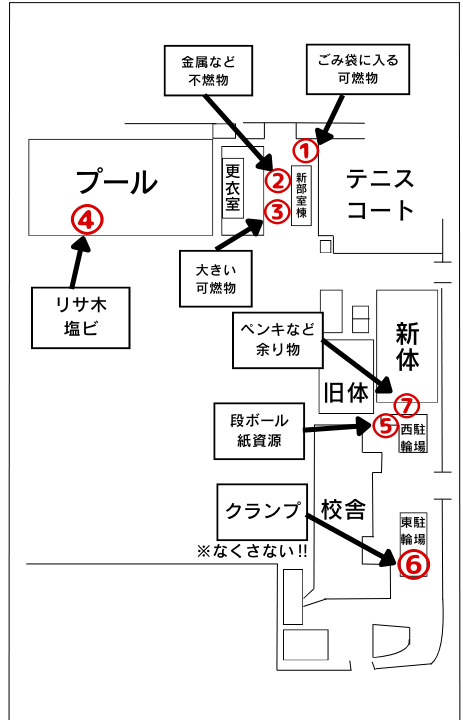 金属など
不燃物
ごみ袋に入る
可燃物
①
プール
更衣室
②
新部室棟
テニス
コート
③
④
大きい
可燃物
リサ木
塩ビ
ペンキなど
余り物
新体
旧体
⑦
段ボール
紙資源
⑤
西駐
輪場
クランプ
校舎
東駐
輪場
※なくさない!!
⑥